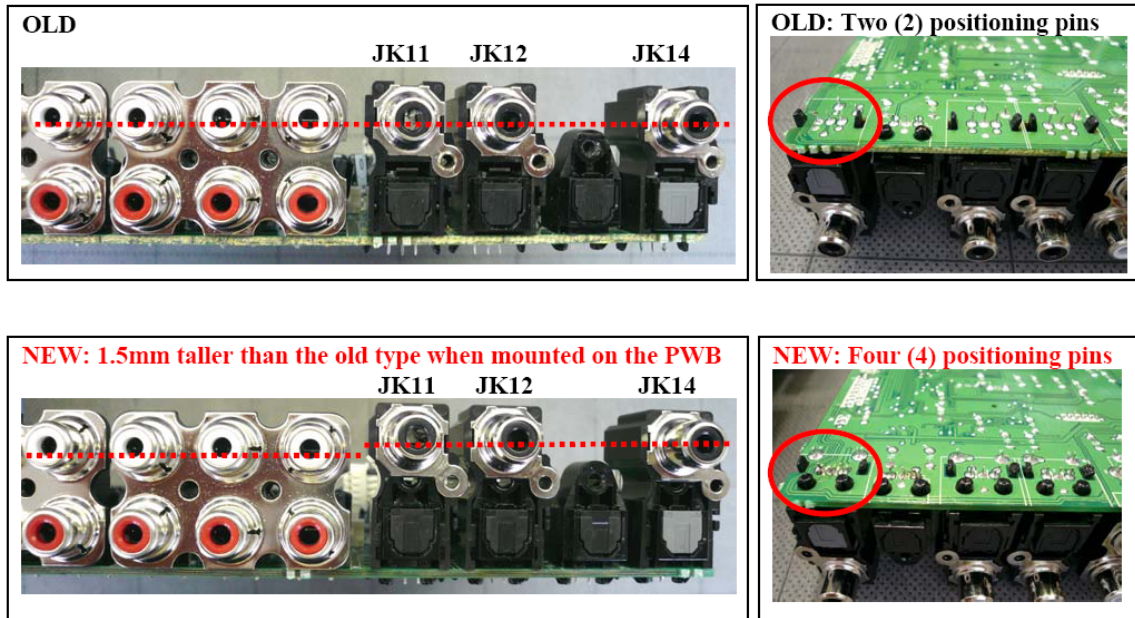 OLD
JK11 JK12 JK14
OLD: Two (2) positioning pins
NEW: 1.5mm taller than the old type when mounted on the PWB
JK11 JK12 JK14
NEW: Four (4) positioning pins